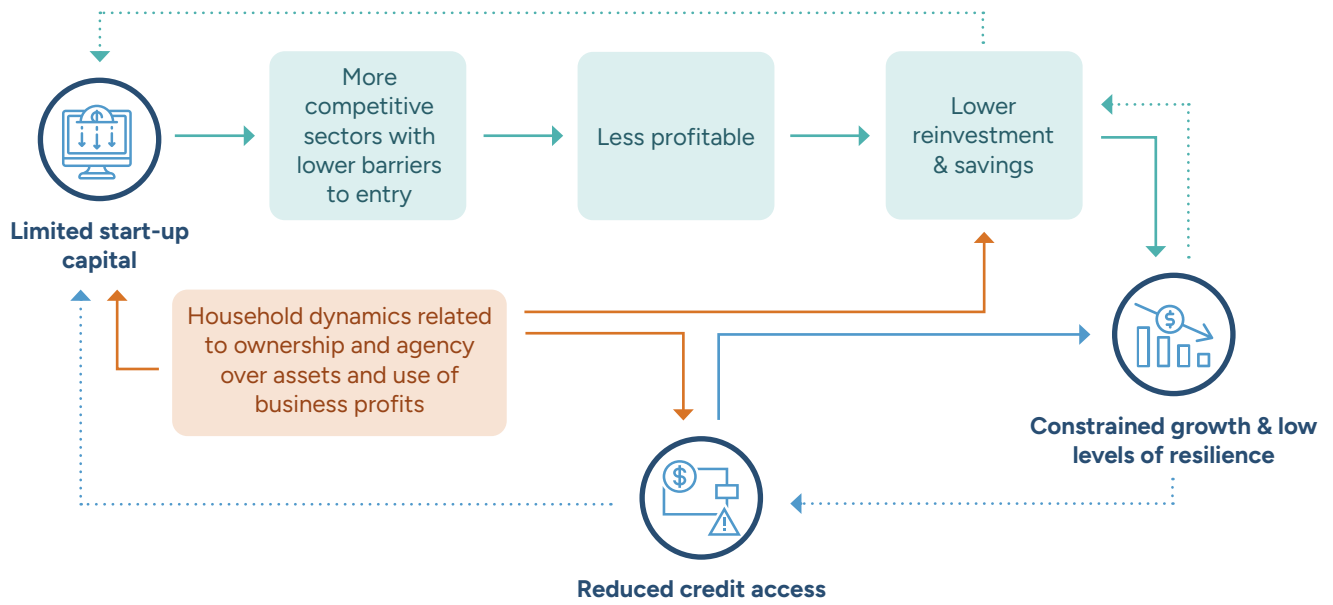 More
competitive
sectors with
lower barriers
to entry
Less profitable
Lower
reinvestment
& savings
Limited start-up
capital
Household dynamics related
to ownership and agency
over assets and use of
business profits
$
Constrained growth & low
levels of resilience
$
Reduced credit access